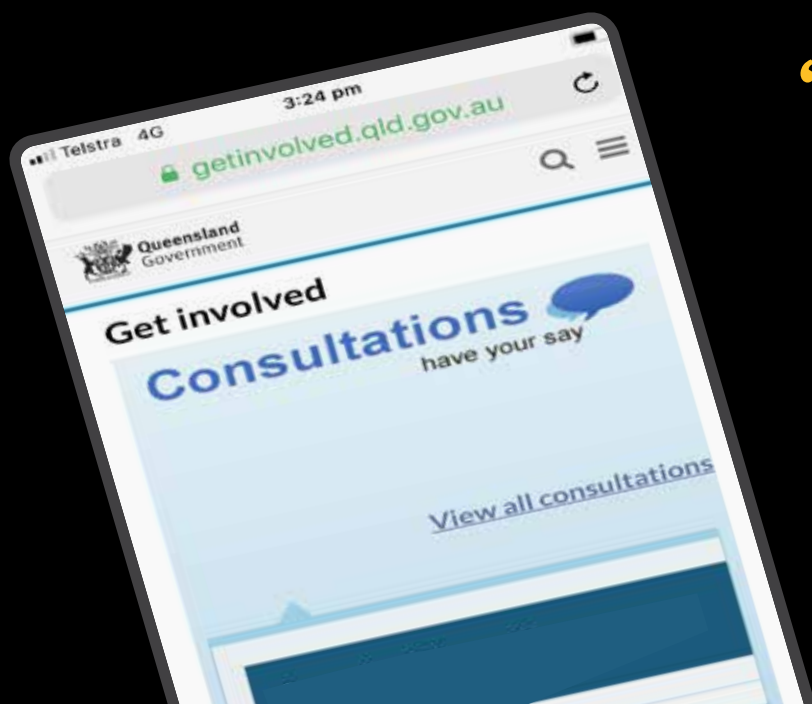 3:24 pm
Telstra 4G
getinvolved.qld.gov.au
Queensland
Government
Get involved
Consultations
have your say
View all consultations